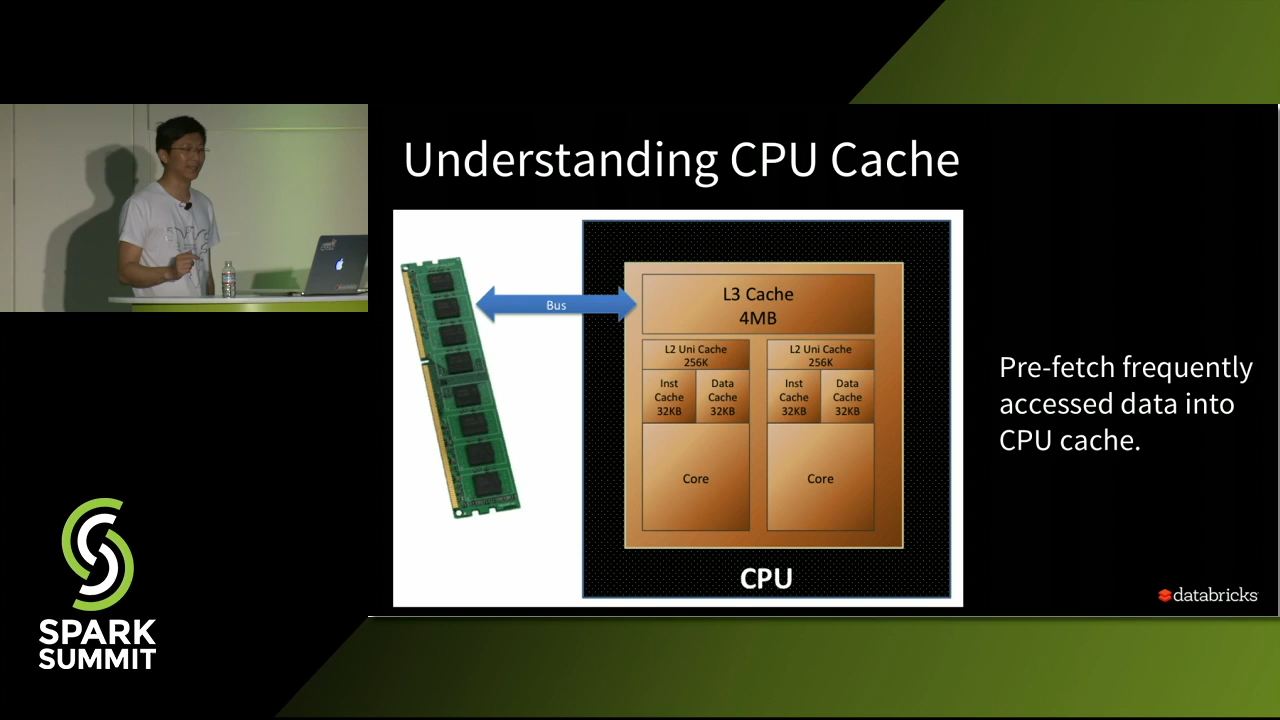 Understanding CPU Cache
Bus
L3 Cache
4MB
L2 Uni Cache
256K
L2 Uni Cache
256K
Inst
Cache
32KB
Data
Cache
32KB
Inst
Cache
32KB
Data
Cache
32KB
Core
Core
CPU
Pre-fetch frequently
accessed data into
CPU cache.
databricks
SPARK
SUMMIT